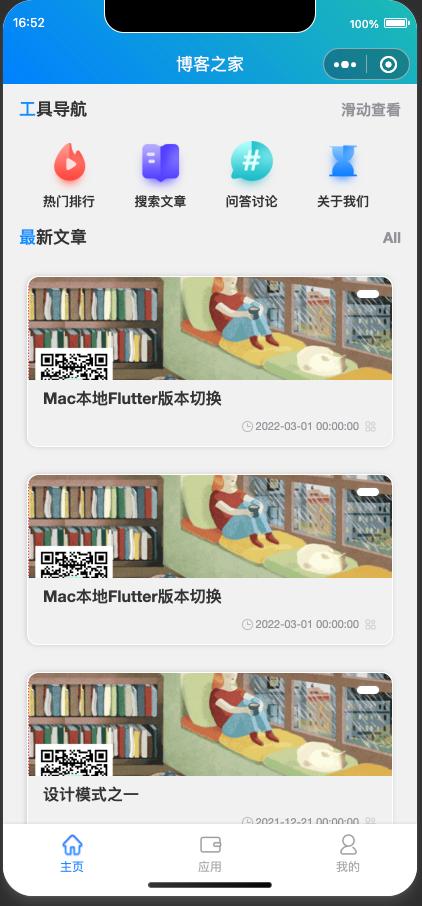 16:52
100%
博客之家
工具导航
滑动查看
热门排行
搜索文章
问答讨论
关于我们
最新文章
All
Mac本地Flutter版本切换
2022-03-01 00:00:00
Mac本地Flutter版本切换
2022-03-01 00:00:00
设计模式之一
2021-12-21 00:00:00
主页
应用
我的